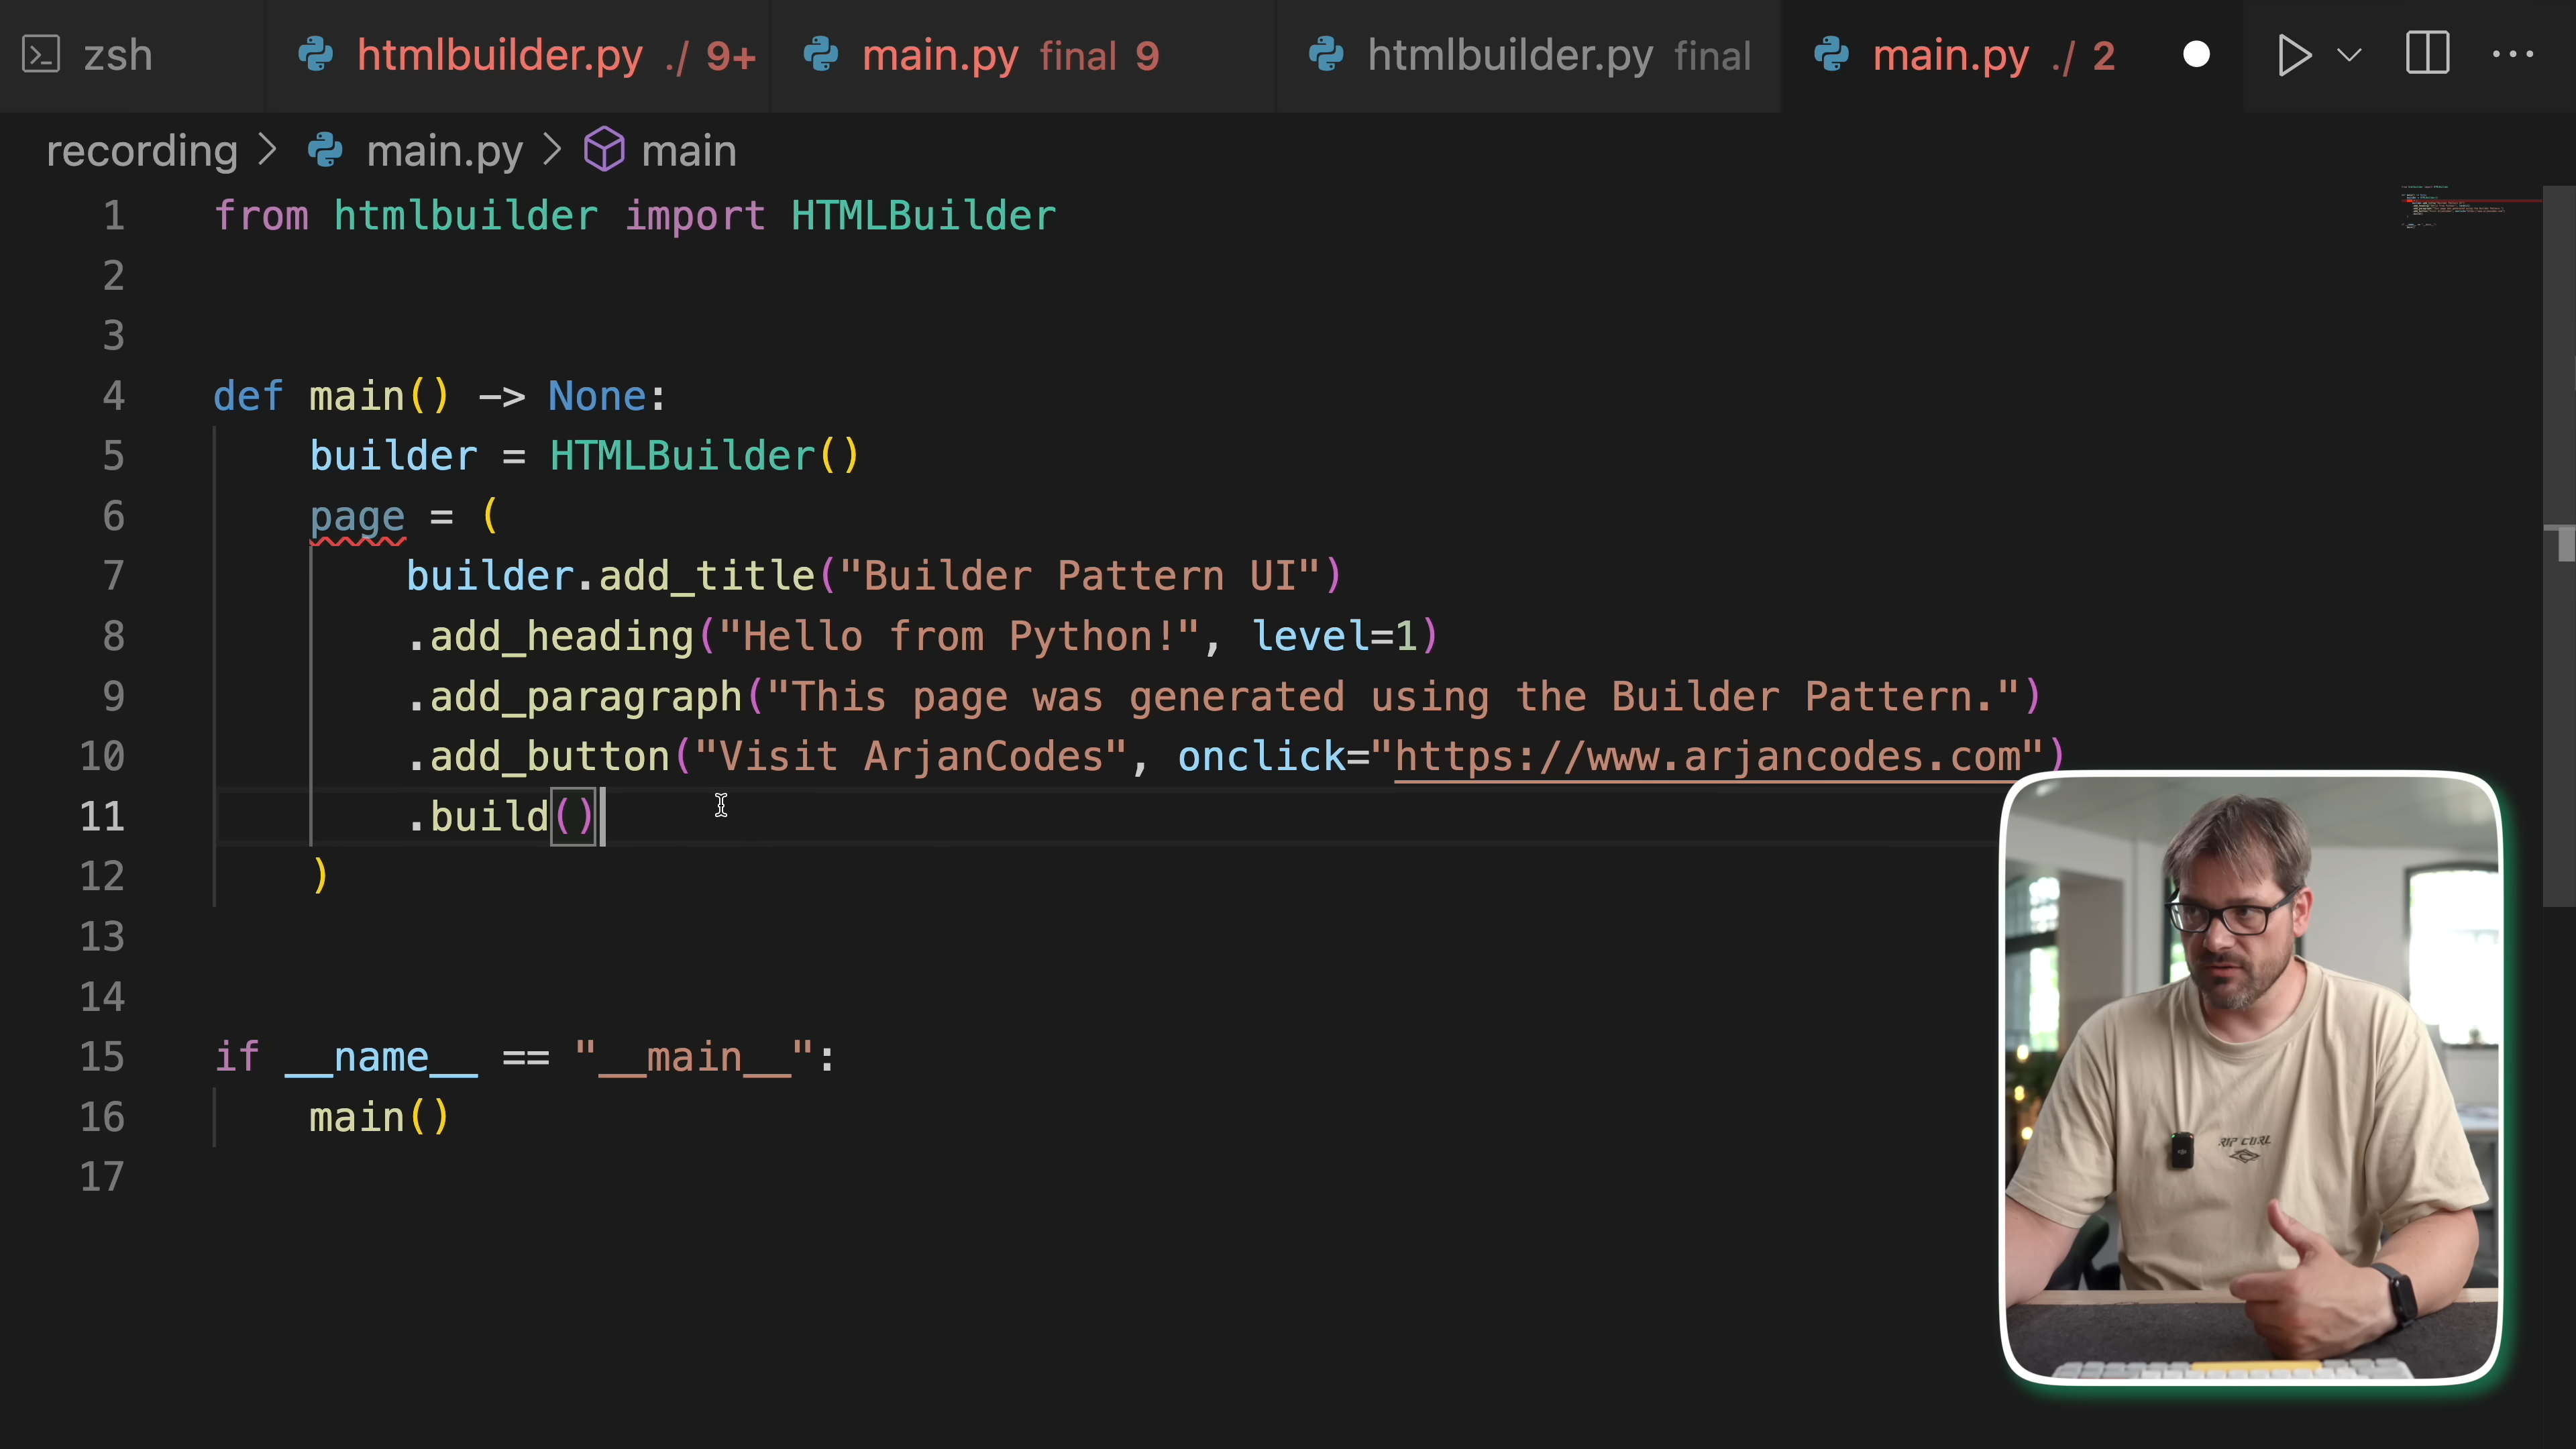 zsh
htmlbuilder.py ./ 9+
main.py final 9
htmlbuilder.py final
main.py ./ 2
recording > main.py > main
1 from htmlbuilder import HTMLBuilder
2
3
4 def main() -> None:
5 builder = HTMLBuilder()
6 page = (
7 builder.add_title("Builder Pattern UI")
8 .add_heading("Hello from Python!", level=1)
9 .add_paragraph("This page was generated using the Builder Pattern.")
10 .add_button("Visit ArjanCodes", onclick="https://www.arjancodes.com")
11 .build()
12 )
13
14
15 if __name__ == "__main__":
16 main()
17
RIP CURL